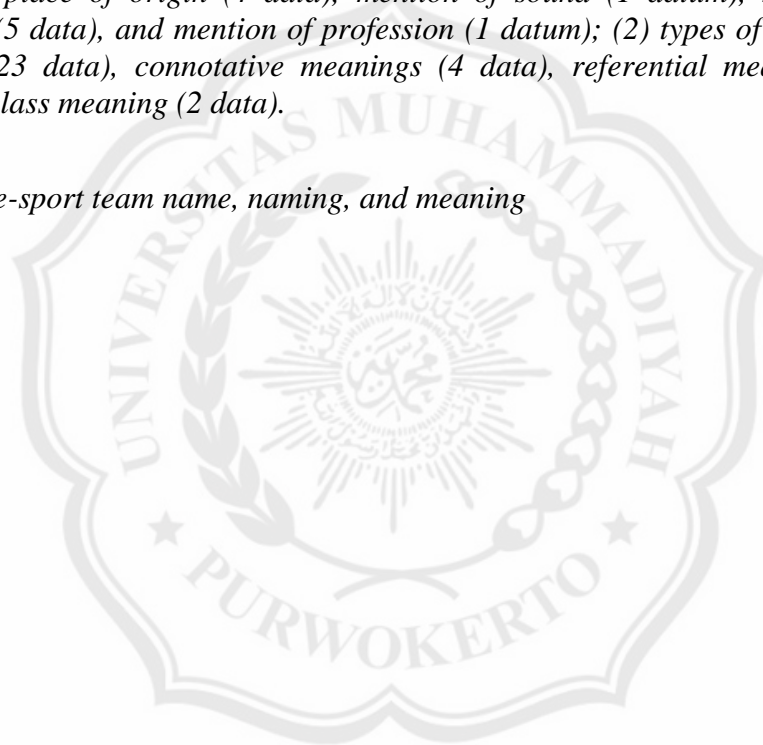 place of origin (4 data), mention of sound (1 datum),
(5 data), and mention of profession (1 datum); (2) types of
23 data), connotative meanings (4 data), referential
lass meaning (2 data).
e-sport team name, naming, and meaning
UNIVERSITAS MUHAMMADIYAH
PURWOKERTO